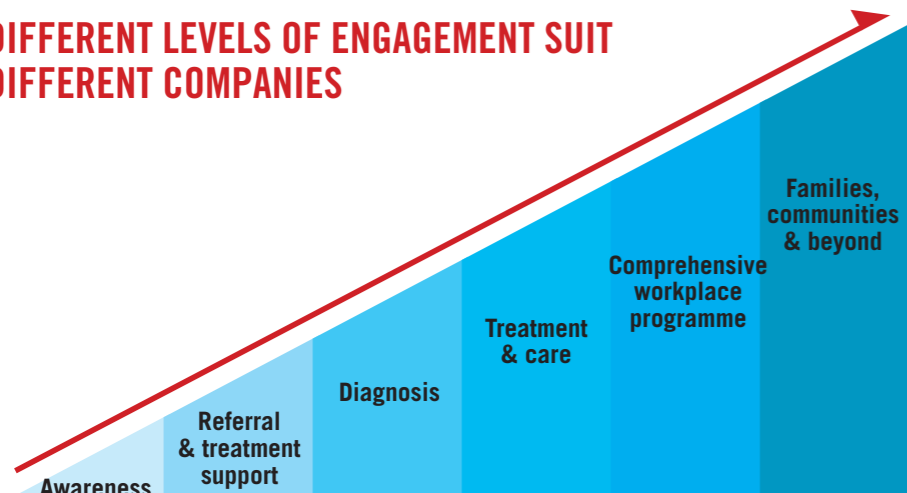 DIFFERENT LEVELS OF ENGAGEMENT SUIT
DIFFERENT COMPANIES
Awareness
Referral
& treatment
support
Diagnosis
Treatment
& care
Comprehensive
workplace
programme
Families,
communities
& beyond